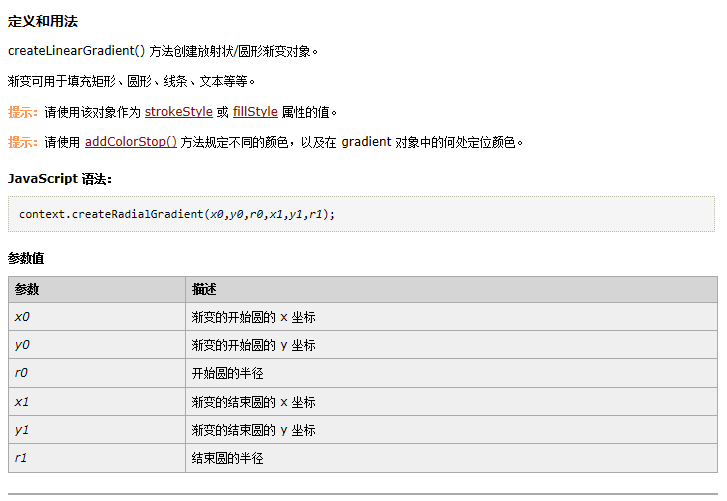 定义和用法
createLinearGradient() 方法创建放射状/圆形渐变对象。
渐变可用于填充矩形、圆形、线条、文本等等。
提示：请使用该对象作为 strokeStyle 或 fillStyle 属性的值。
提示：请使用 addColorStop() 方法规定不同的颜色，以及在 gradient 对象中的何处定位颜色。
JavaScript 语法：
context.createRadialGradient(x0,y0,r0,x1,y1,r1);
参数值
参数 描述
x0 渐变的开始圆的 x 坐标
y0 渐变的开始圆的 y 坐标
r0 开始圆的半径
x1 渐变的结束圆的 x 坐标
y1 渐变的结束圆的 y 坐标
r1 结束圆的半径